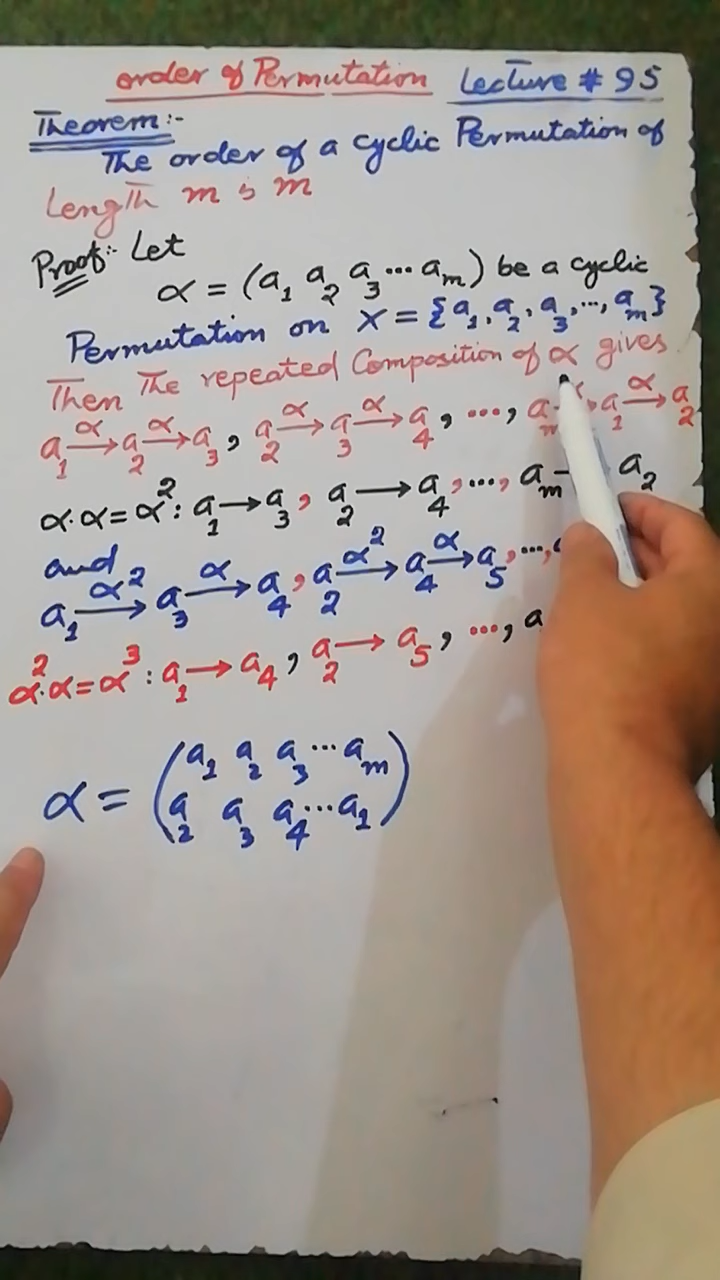 order of Permutation Lecture # 95
Theorem:-
The order of a cyclic Permutation of
Length m is m
Proof:- Let
α = (a₁ a₂ a₃ ... aₘ) be a cyclic
Permutation on X = {a₁, a₂, a₃, ..., aₘ}
Then The repeated Composition of α gives
a₁ →α a₂ →α a₃, a₂ →α a₃ →α a₄, ..., aₘ a₁ →α a₂
α·α = α²: a₁ → a₃, a₂ → a₄, ..., aₘ a₂
and
a₁ →α² a₃ →α a₄, a₂ →α² a₄ →α a₅, ...,
α²·α = α³: a₁ → a₄, a₂ → a₅, ..., a
α = (a₁ a₂ a₃ ... aₘ)
(a₂ a₃ a₄ ... a₁)